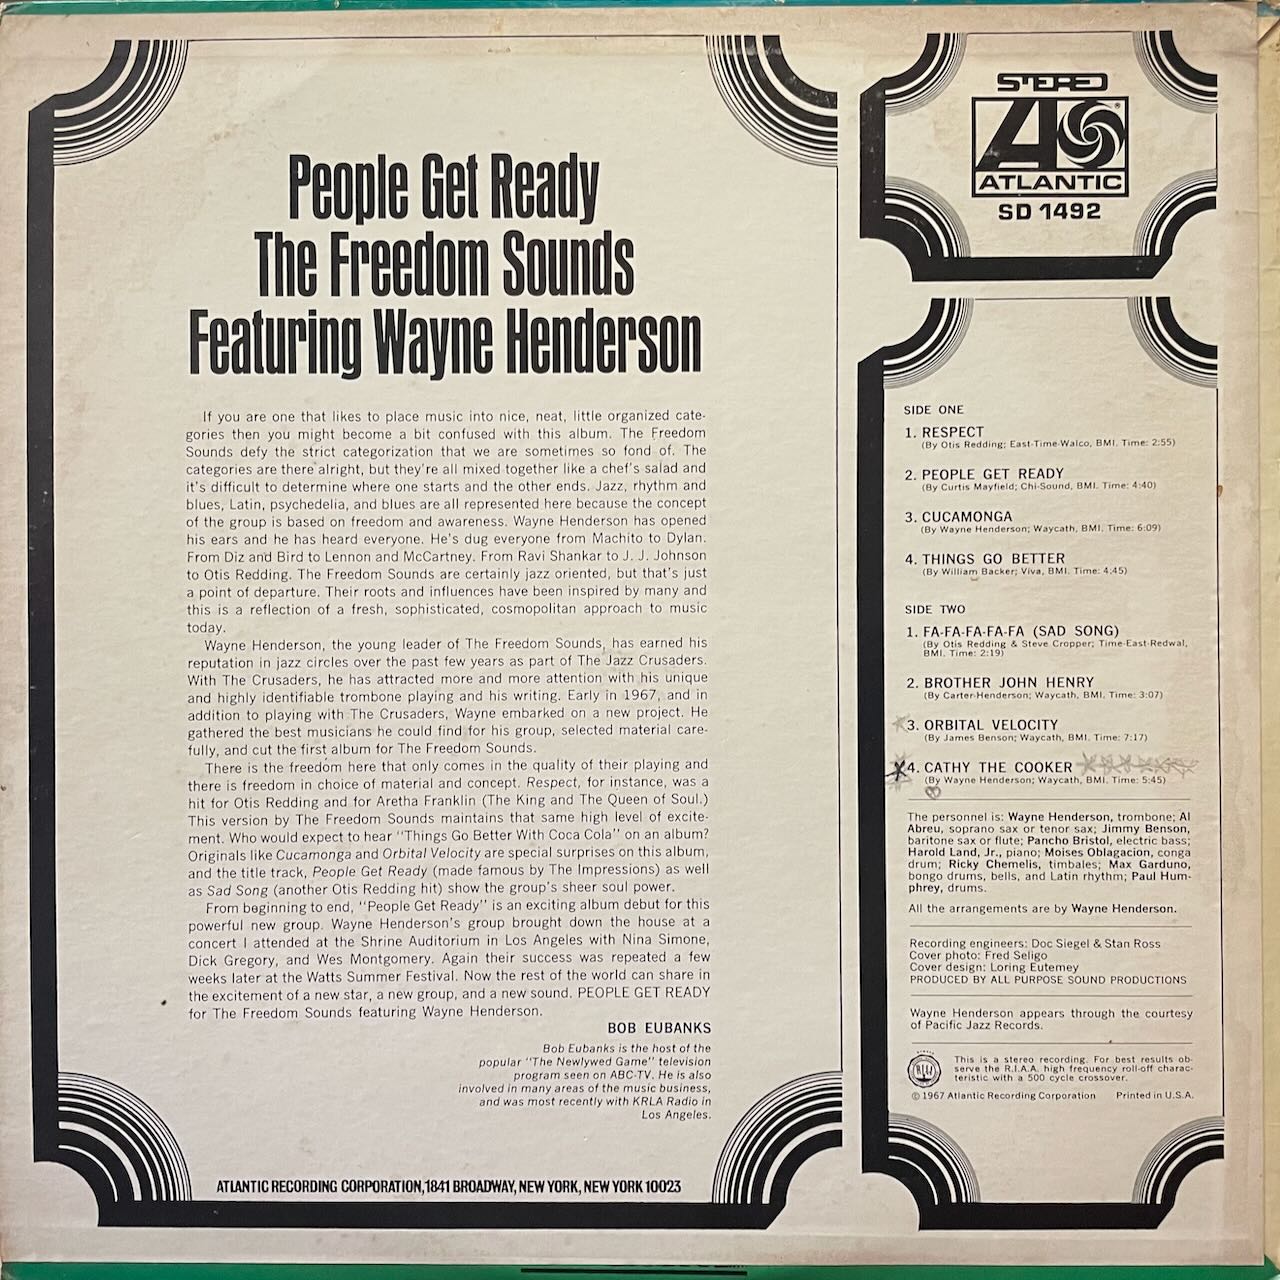 People Get Ready
The Freedom Sounds
Featuring Wayne Henderson
If you are one that likes to place music into nice, neat, little organized cate-
gories then you might become a bit confused with this album. The Freedom
Sounds defy the strict categorization that we are sometimes so fond of. The
categories are there alright, but they're all mixed together like a chef's salad and
it's difficult to determine where one starts and the other ends. Jazz, rhythm and
blues, Latin, psychedelia, and blues are all represented here because the concept
of the group is based on freedom and awareness. Wayne Henderson has opened
his ears and he has heard everyone. He's dug everyone from Machito to Dylan.
From Diz and Bird to Lennon and McCartney. From Ravi Shankar to J. J. Johnson
to Otis Redding. The Freedom Sounds are certainly jazz oriented, but that's just
a point of departure. Their roots and influences have been inspired by many and
this is a reflection of a fresh, sophisticated, cosmopolitan approach to music
today.
Wayne Henderson, the young leader of The Freedom Sounds, has earned his
reputation in jazz circles over the past few years as part of The Jazz Crusaders.
With The Crusaders, he has attracted more and more attention with his unique
and highly identifiable trombone playing and his writing. Early in 1967, and in
addition to playing with The Crusaders, Wayne embarked on a new project. He
gathered the best musicians he could find for his group, selected material care-
fully, and cut the first album for The Freedom Sounds.
There is the freedom here that only comes in the quality of their playing and
there is freedom in choice of material and concept. Respect, for instance, was a
hit for Otis Redding and for Aretha Franklin (The King and The Queen of Soul.)
This version by The Freedom Sounds maintains that same high level of excite-
ment. Who would expect to hear "Things Go Better With Coca Cola" on an album?
Originals like Cucamonga and Orbital Velocity are special surprises on this album,
and the title track, People Get Ready (made famous by The Impressions) as well
as Sad Song (another Otis Redding hit) show the group's sheer soul power.
From beginning to end, "People Get Ready" is an exciting album debut for this
powerful new group. Wayne Henderson's group brought down the house at a
concert I attended at the Shrine Auditorium in Los Angeles with Nina Simone,
Dick Gregory, and Wes Montgomery. Again their success was repeated a few
weeks later at the Watts Summer Festival. Now the rest of the world can share in
the excitement of a new star, a new group, and a new sound. PEOPLE GET READY
for The Freedom Sounds featuring Wayne Henderson.
BOB EUBANKS
Bob Eubanks is the host of the
popular "The Newlywed Game" television
program seen on ABC-TV. He is also
involved in many areas of the music business,
and was most recently with KRLA Radio in
Los Angeles.
ATLANTIC RECORDING CORPORATION, 1841 BROADWAY, NEW YORK, NEW YORK 10023
STEREO
ATLANTIC
SD 1492
SIDE ONE
1. RESPECT
(By Otis Redding; East-Time-Walco, BMI. Time: 2:55)
2. PEOPLE GET READY
(By Curtis Mayfield; Chi-Sound, BMI. Time: 4:40)
3. CUCAMONGA
(By Wayne Henderson; Waycath, BMI. Time: 6:09)
4. THINGS GO BETTER
(By William Backer; Viva, BMI. Time: 4:45)
SIDE TWO
1. FA-FA-FA-FA-FA (SAD SONG)
(By Otis Redding & Steve Cropper; Time-East-Redwal,
BMI. Time: 2:19)
2. BROTHER JOHN HENRY
(By Carter-Henderson; Waycath, BMI. Time: 3:07)
3. ORBITAL VELOCITY
(By James Benson; Waycath, BMI. Time: 7:17)
4. CATHY THE COOKER
(By Wayne Henderson; Waycath, BMI. Time: 5:45)
The personnel is: Wayne Henderson, trombone; Al
Abreu, soprano sax or tenor sax; Jimmy Benson,
baritone sax or flute; Pancho Bristol, electric bass;
Harold Land, Jr., piano; Moises Oblagacion, conga
drum; Ricky Chemelis, timbales; Max Garduno,
bongo drums, bells, and Latin rhythm; Paul Hum-
phrey, drums.
All the arrangements are by Wayne Henderson.
Recording engineers: Doc Siegel & Stan Ross
Cover photo: Fred Seligo
Cover design: Loring Eutemey
PRODUCED BY ALL PURPOSE SOUND PRODUCTIONS
Wayne Henderson appears through the courtesy
of Pacific Jazz Records.
This is a stereo recording. For best results ob-
serve the R.I.A.A. high frequency roll-off charac-
teristic with a 500 cycle crossover.
© 1967 Atlantic Recording Corporation Printed in U.S.A.